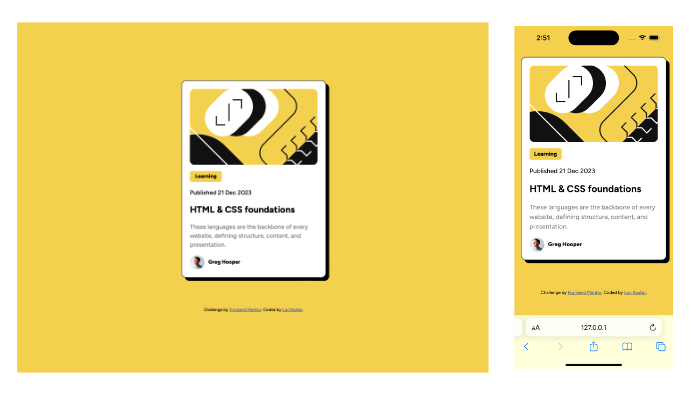 Learning
Published 21 Dec 2023
HTML & CSS foundations
These languages are the backbone of every
website, defining structure, content, and
presentation.
Greg Hooper
Challenge by Frontend Mentor. Coded by
2:51
Learning
Published 21 Dec 2023
HTML & CSS foundations
These languages are the backbone of every
website, defining structure, content, and
presentation.
Greg Hooper
Challenge by Frontend Mentor. Coded by
AA
127.0.0.1